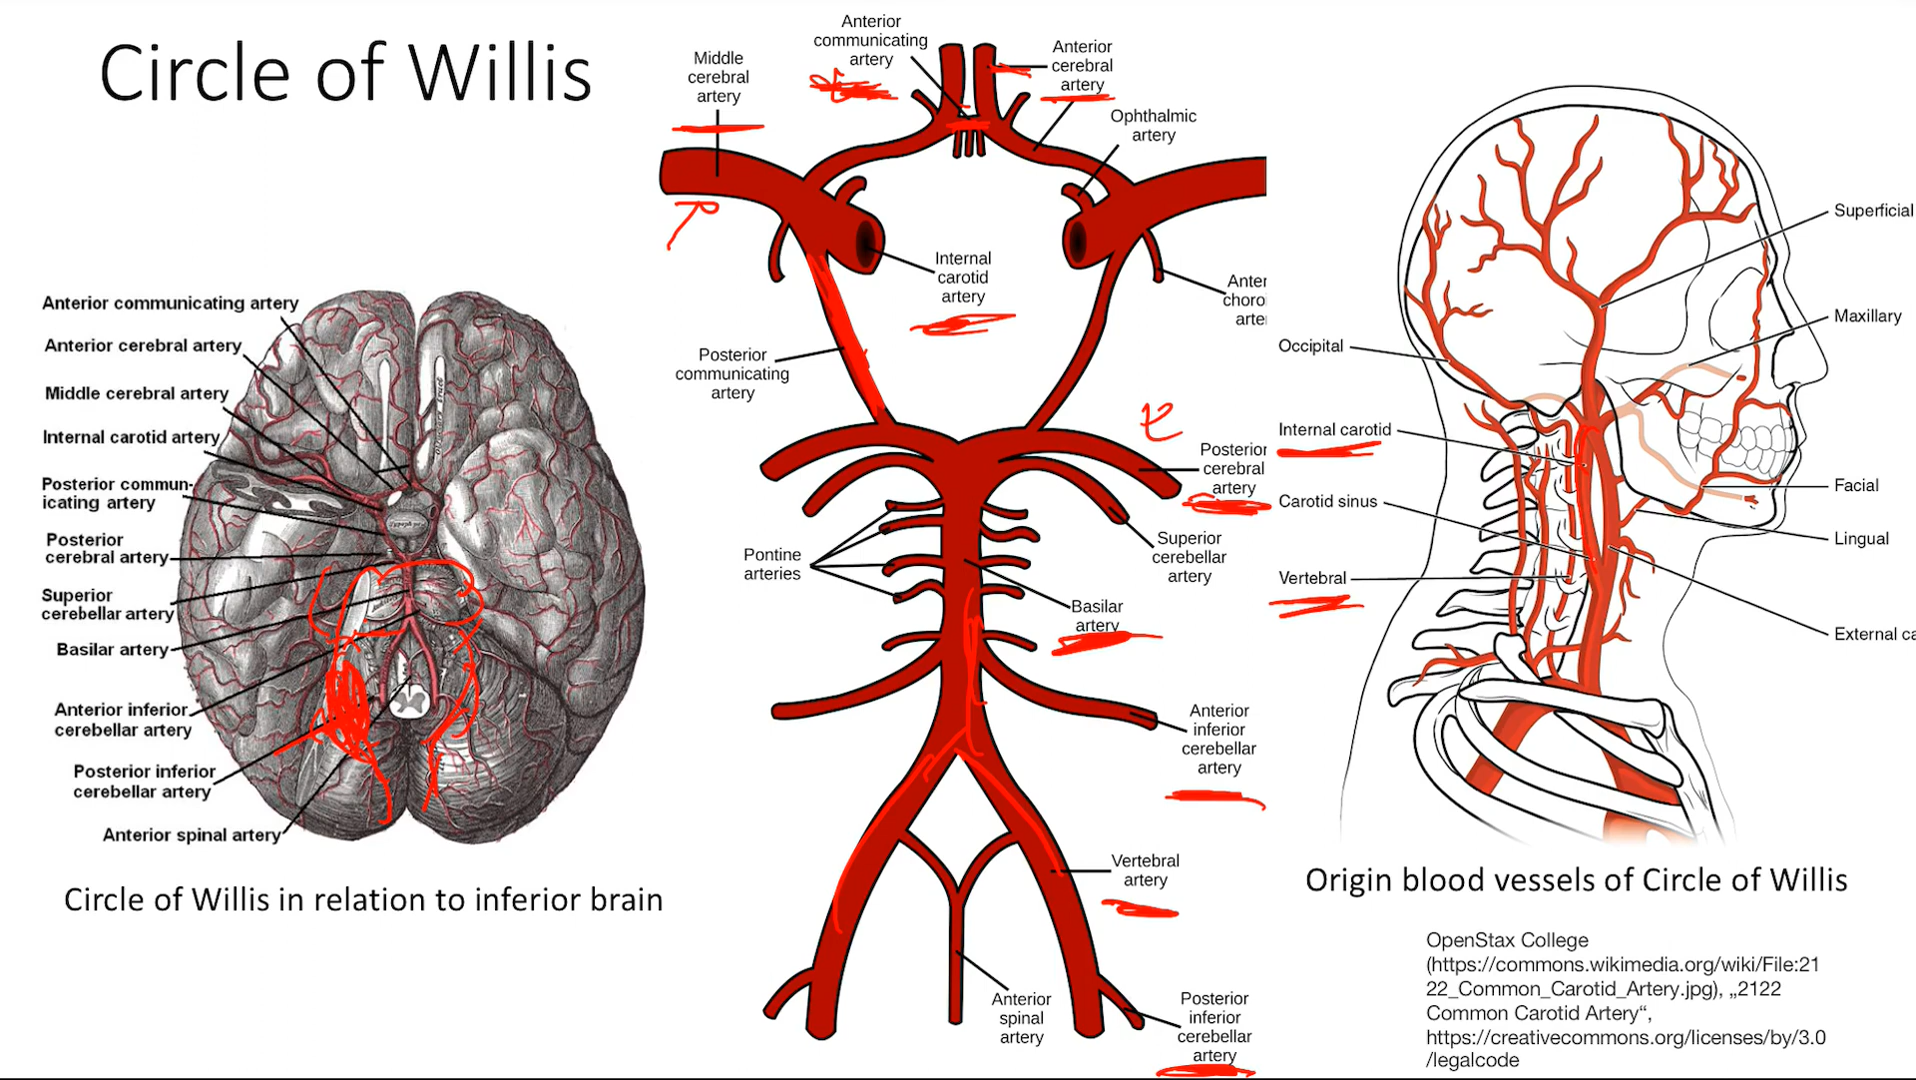 Circle of Willis
Anterior communicating artery
Anterior cerebral artery
Middle cerebral artery
Internal carotid artery
Posterior commun-
icating artery
Posterior
cerebral artery
Superior
cerebellar artery
Basilar artery
Anterior inferior
cerebellar artery
Posterior inferior
cerebellar artery
Anterior spinal artery
Circle of Willis in relation to inferior brain
Anterior
communicating
artery
Middle
cerebral
artery
Anterior
cerebral
artery
Ophthalmic
artery
Internal
carotid
artery
Anter
choro
arte
Posterior
communicating
artery
Posterior
cerebral
artery
Superior
cerebellar
artery
Pontine
arteries
Basilar
artery
Anterior
inferior
cerebellar
artery
Vertebral
artery
Anterior
spinal
artery
Posterior
inferior
cerebellar
artery
Superficial
Maxillary
Occipital
Internal carotid
Carotid sinus
Facial
Lingual
Vertebral
External ca
Origin blood vessels of Circle of Willis
OpenStax College
(https://commons.wikimedia.org/wiki/File:21
22_Common_Carotid_Artery.jpg), „2122
Common Carotid Artery“,
https://creativecommons.org/licenses/by/3.0
/legalcode